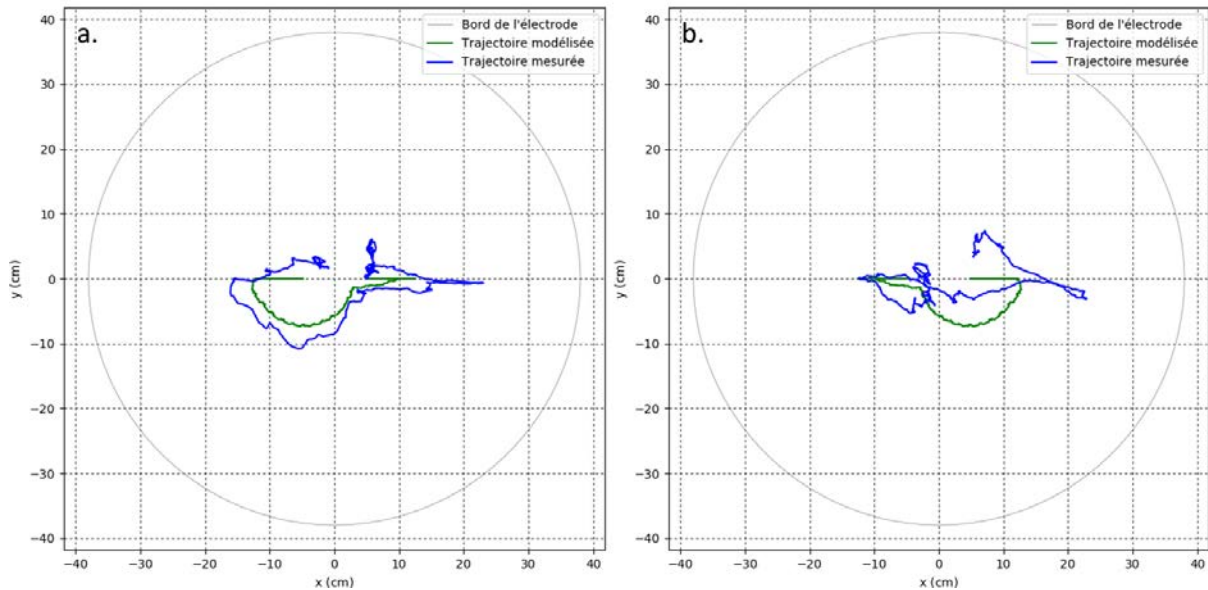 a.
Bord de l'électrode
Trajectoire modélisée
Trajectoire mesurée
40
30
20
10
0
−10
−20
−30
−40
y (cm)
−40 −30 −20 −10 0 10 20 30 40
x (cm)
b.
Bord de l'électrode
Trajectoire modélisée
Trajectoire mesurée
40
30
20
10
0
−10
−20
−30
−40
y (cm)
−40 −30 −20 −10 0 10 20 30 40
x (cm)